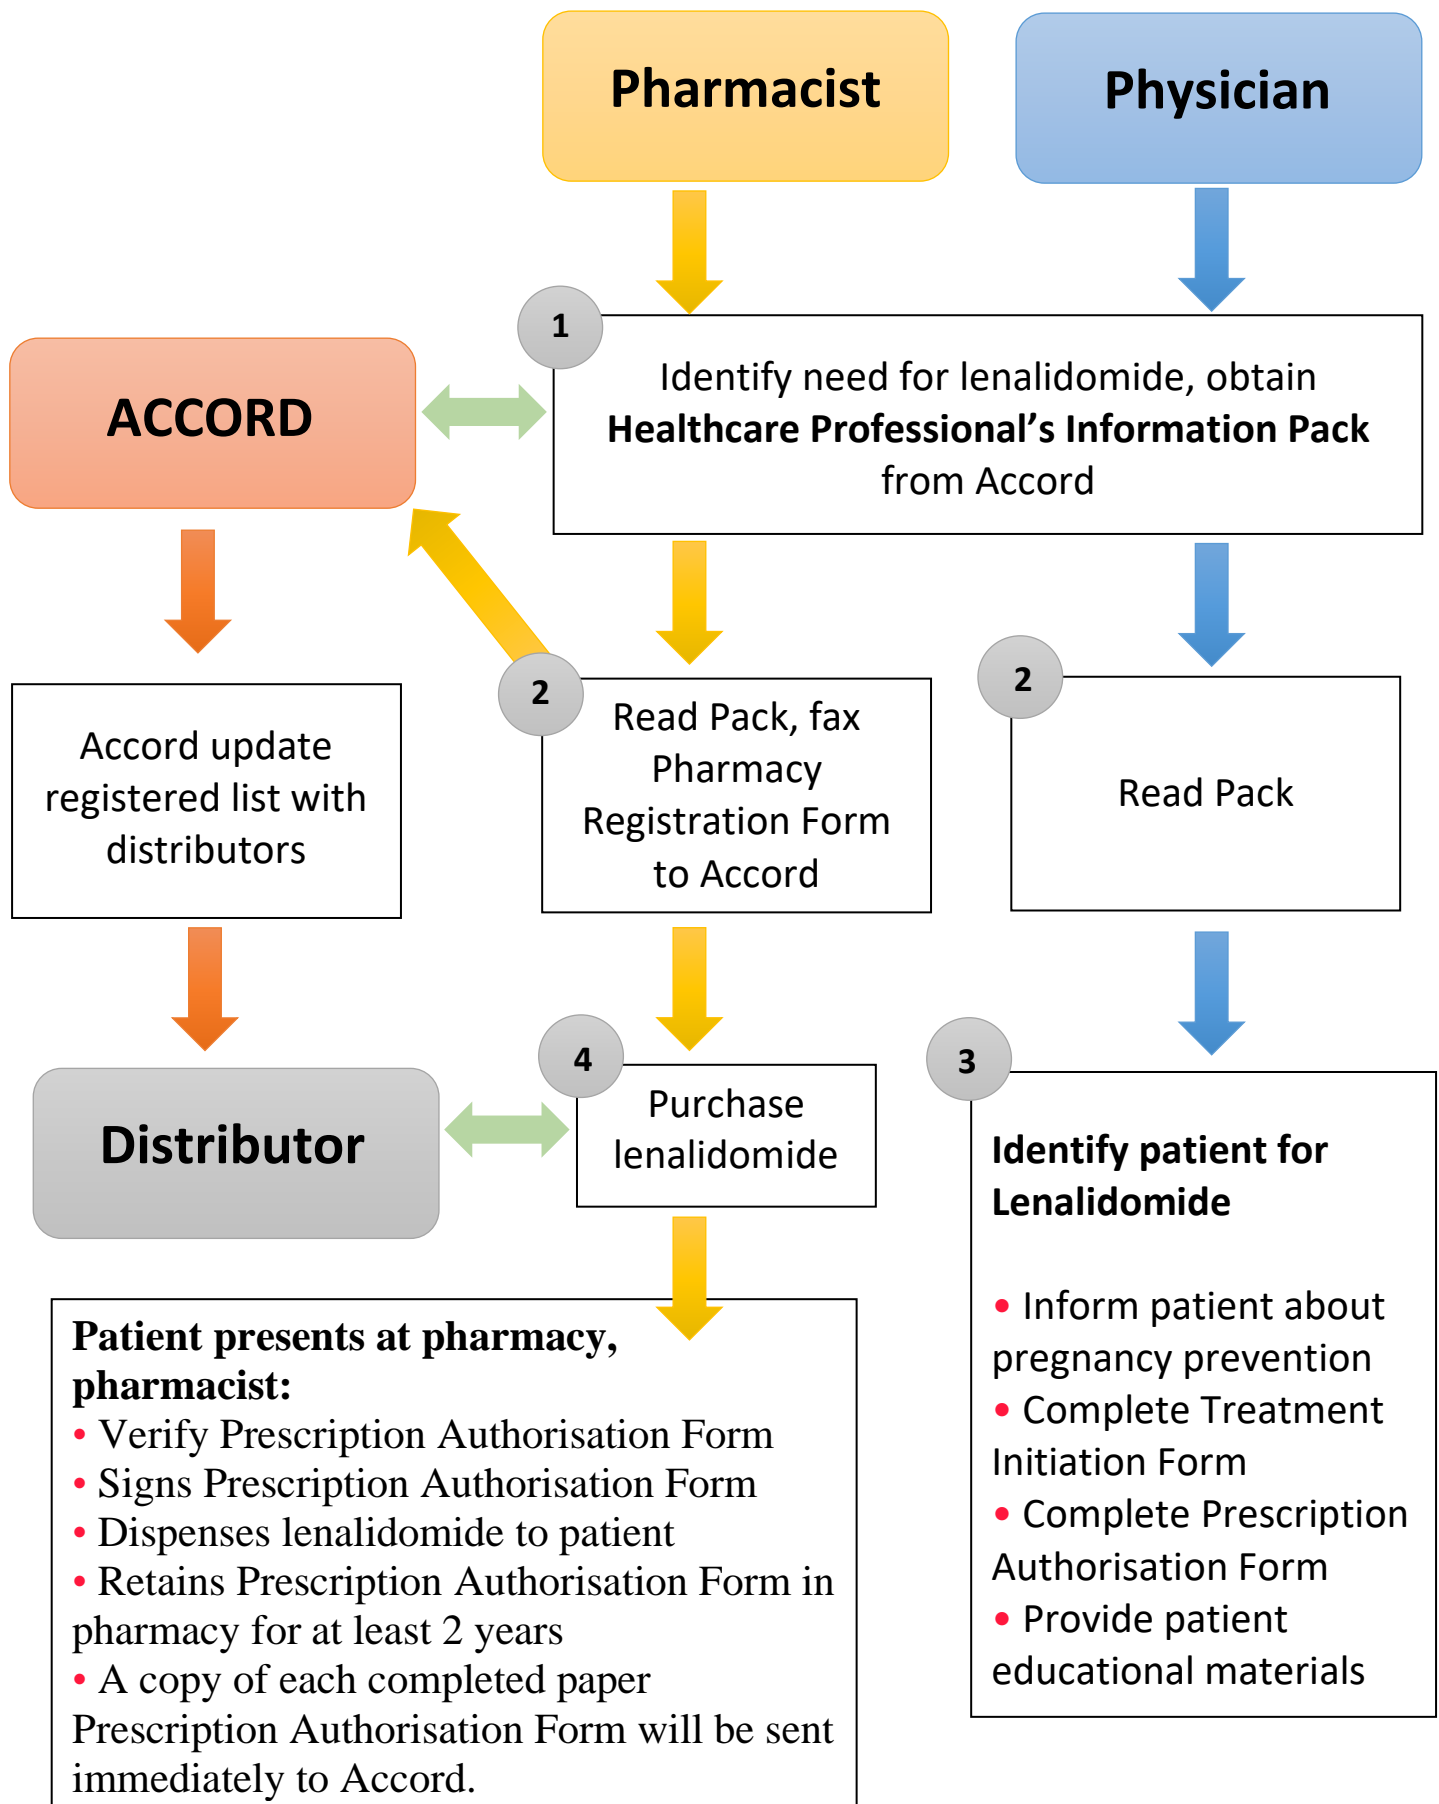 Pharmacist
Physician
1
Identify need for lenalidomide, obtain
Healthcare Professional’s Information Pack
from Accord
ACCORD
2
Read Pack, fax
Pharmacy
Registration Form
to Accord
2
Read Pack
Accord update
registered list with
distributors
Distributor
4
Purchase
lenalidomide
3
Identify patient for
Lenalidomide
• Inform patient about
pregnancy prevention
• Complete Treatment
Initiation Form
• Complete Prescription
Authorisation Form
• Provide patient
educational materials
Patient presents at pharmacy,
pharmacist:
• Verify Prescription Authorisation Form
• Signs Prescription Authorisation Form
• Dispenses lenalidomide to patient
• Retains Prescription Authorisation Form in
pharmacy for at least 2 years
• A copy of each completed paper
Prescription Authorisation Form will be sent
immediately to Accord.